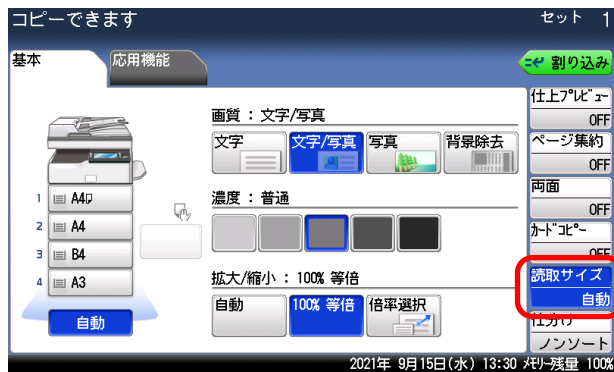 コピーできます
セット 1
基本
応用機能
割り込み
画質 : 文字/写真
文字
文字/写真
写真
背景除去
濃度 : 普通
拡大/縮小 : 100% 等倍
自動
100% 等倍
倍率選択
1 A4
2 A4
3 B4
4 A3
自動
仕上プレビュー
OFF
ページ集約
OFF
両面
OFF
カードコピー
OFF
読取サイズ
自動
仕分け
ノンソート
2021年 9月15日(水) 13:30 メモリー残量 100%